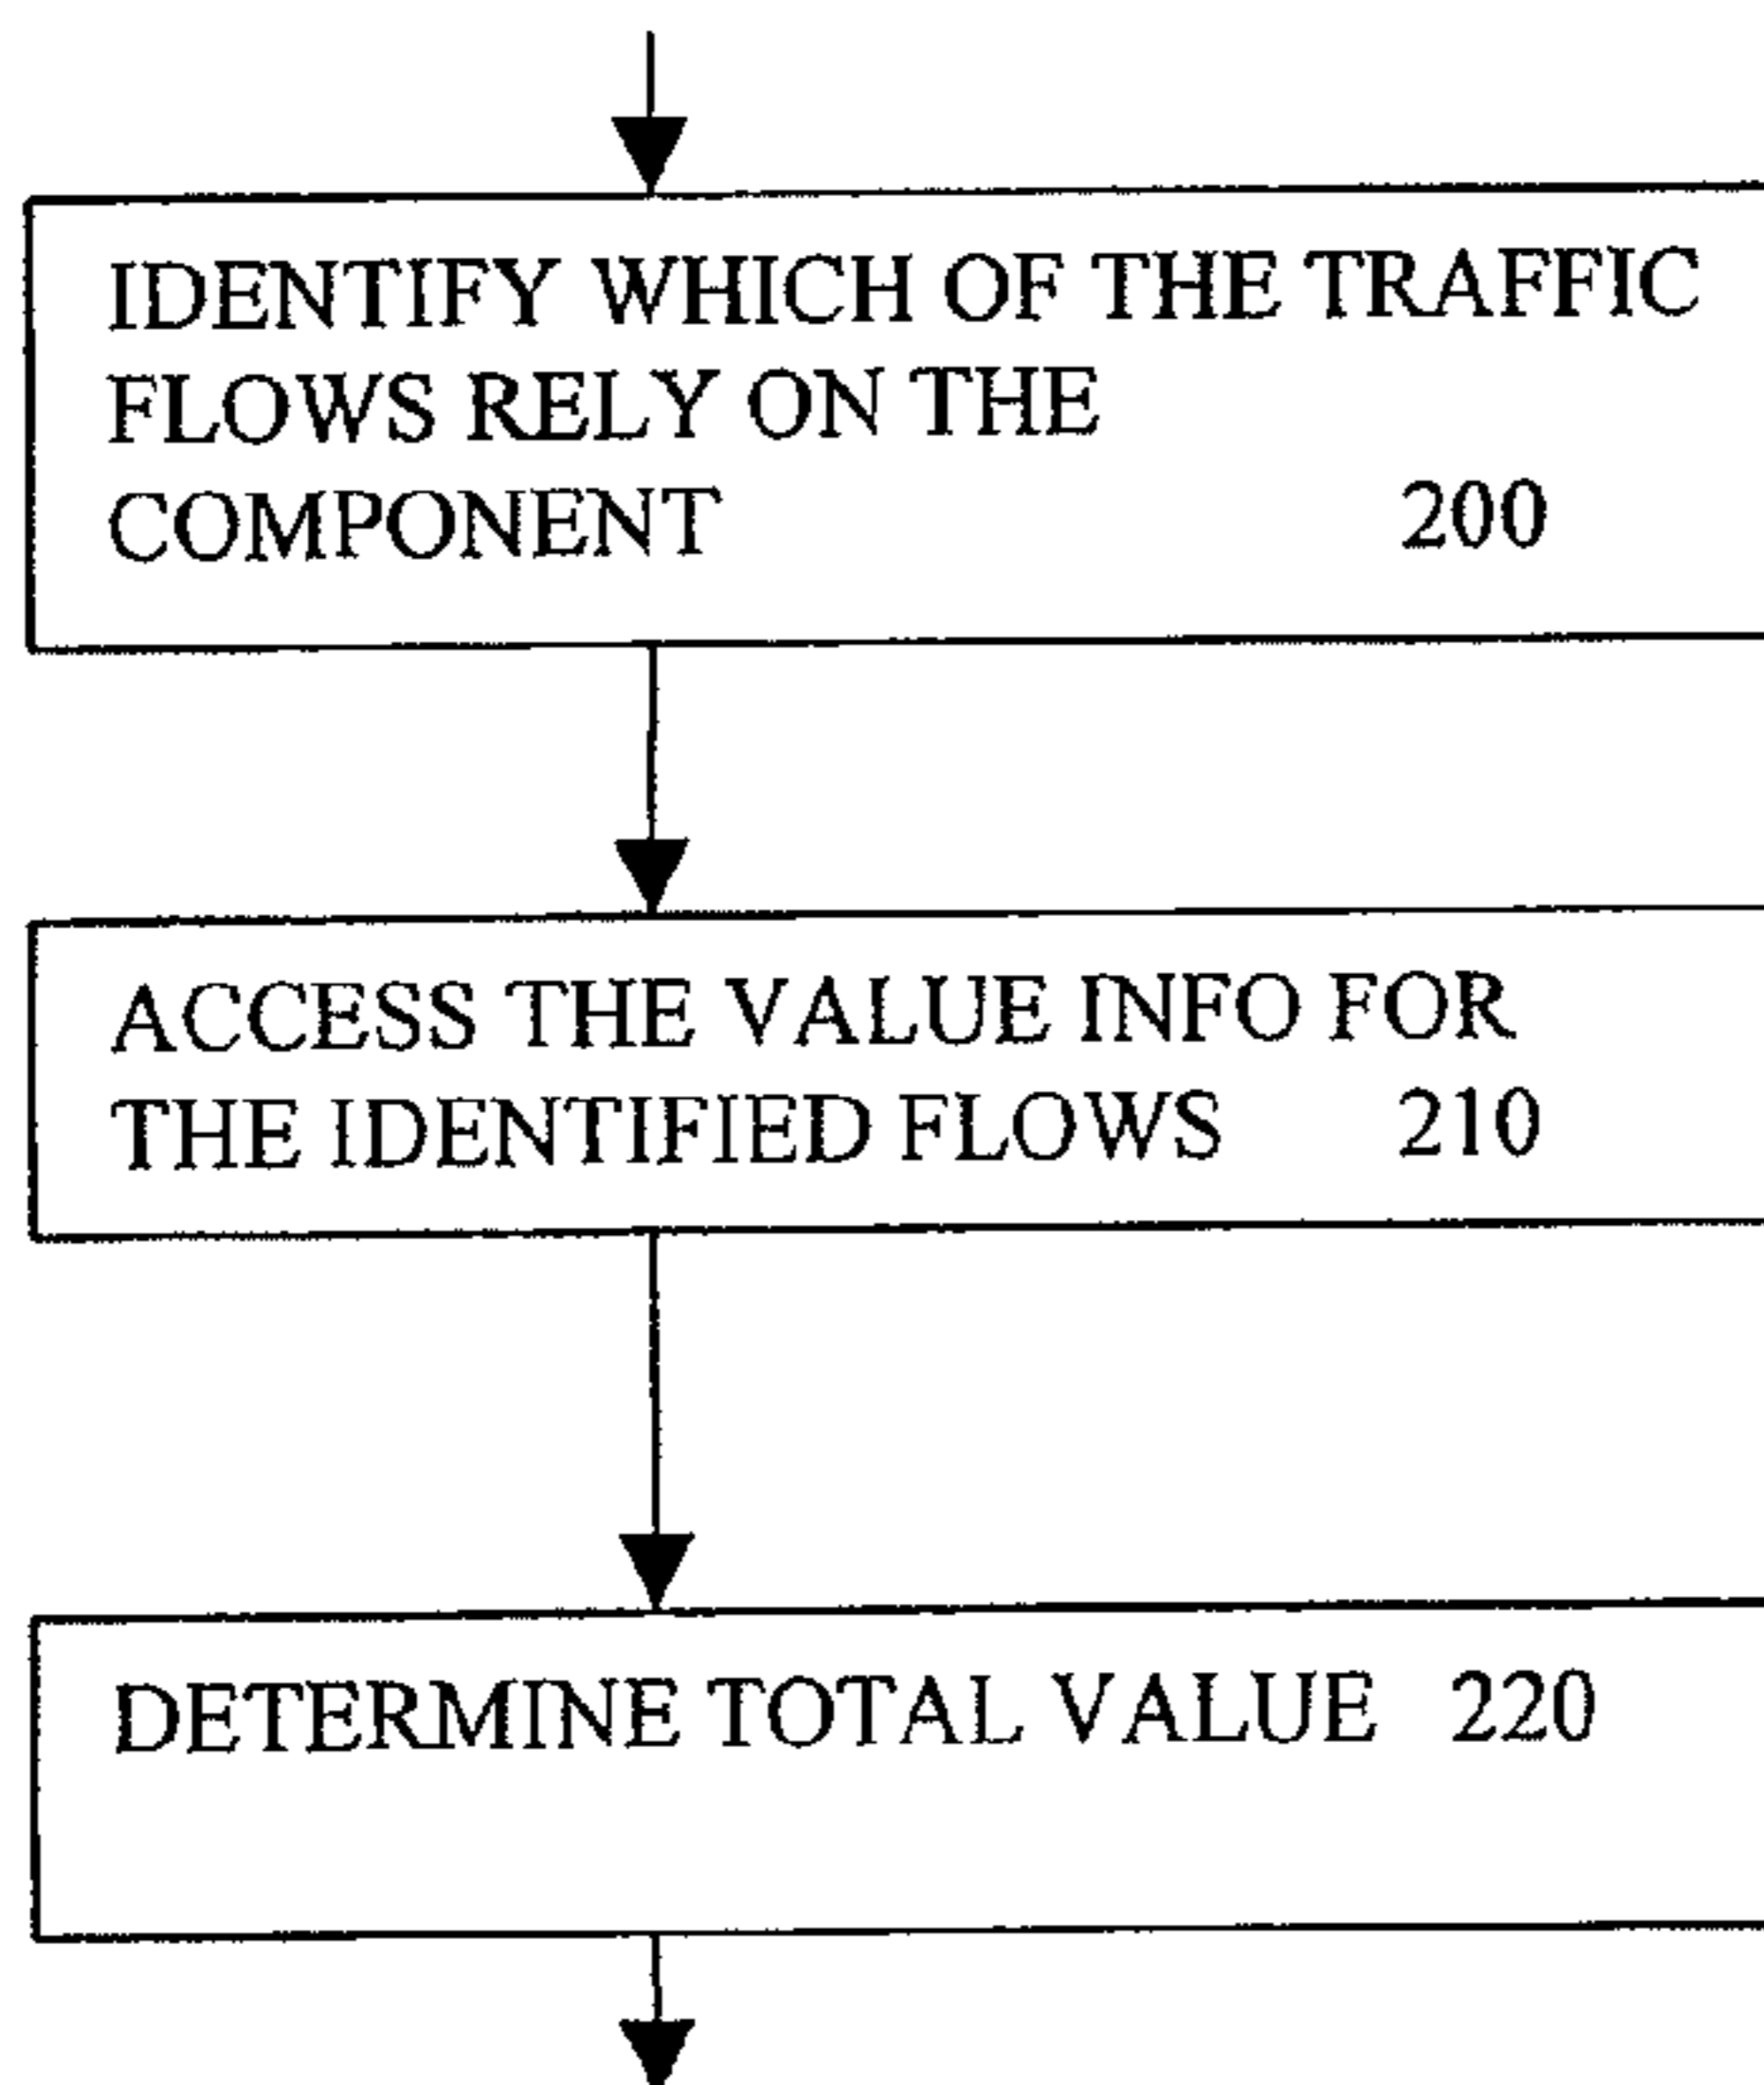 IDENTIFY WHICH OF THE TRAFFIC
FLOWS RELY ON THE
COMPONENT 200
ACCESS THE VALUE INFO FOR
THE IDENTIFIED FLOWS 210
DETERMINE TOTAL VALUE 220